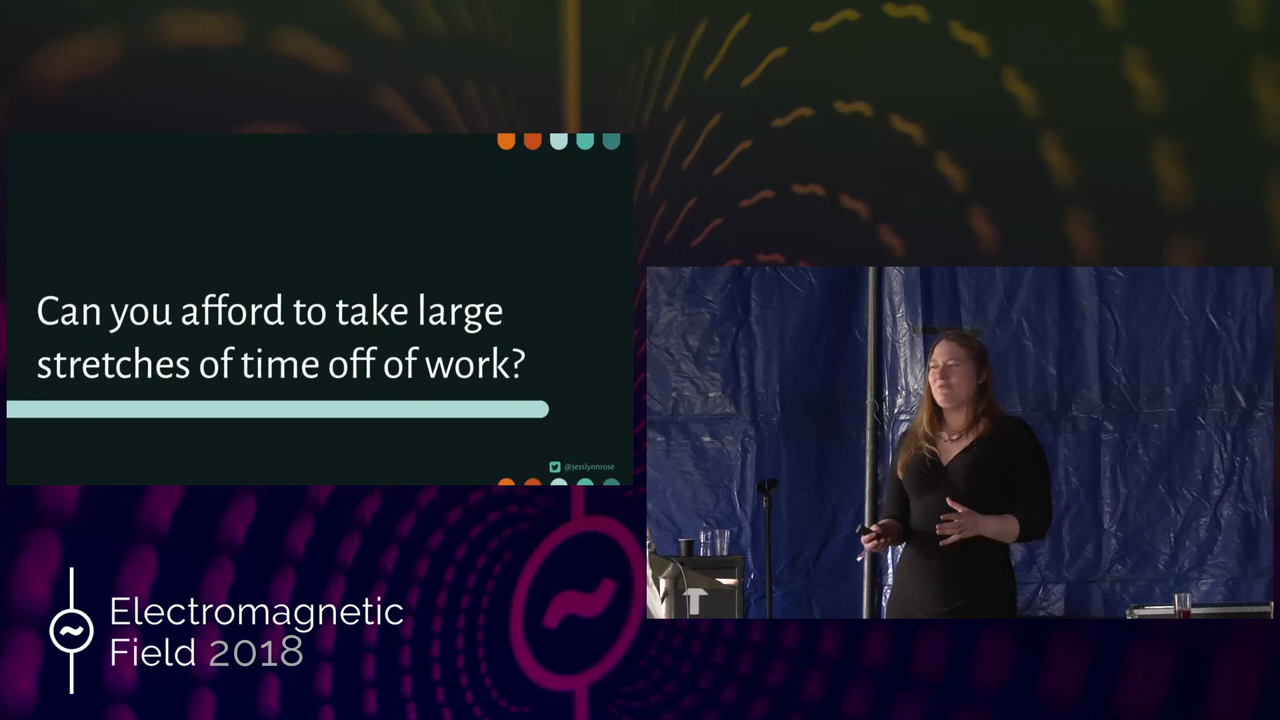 Can you afford to take large
stretches of time off of work?
@jesslynnrose
Electromagnetic
Field 2018